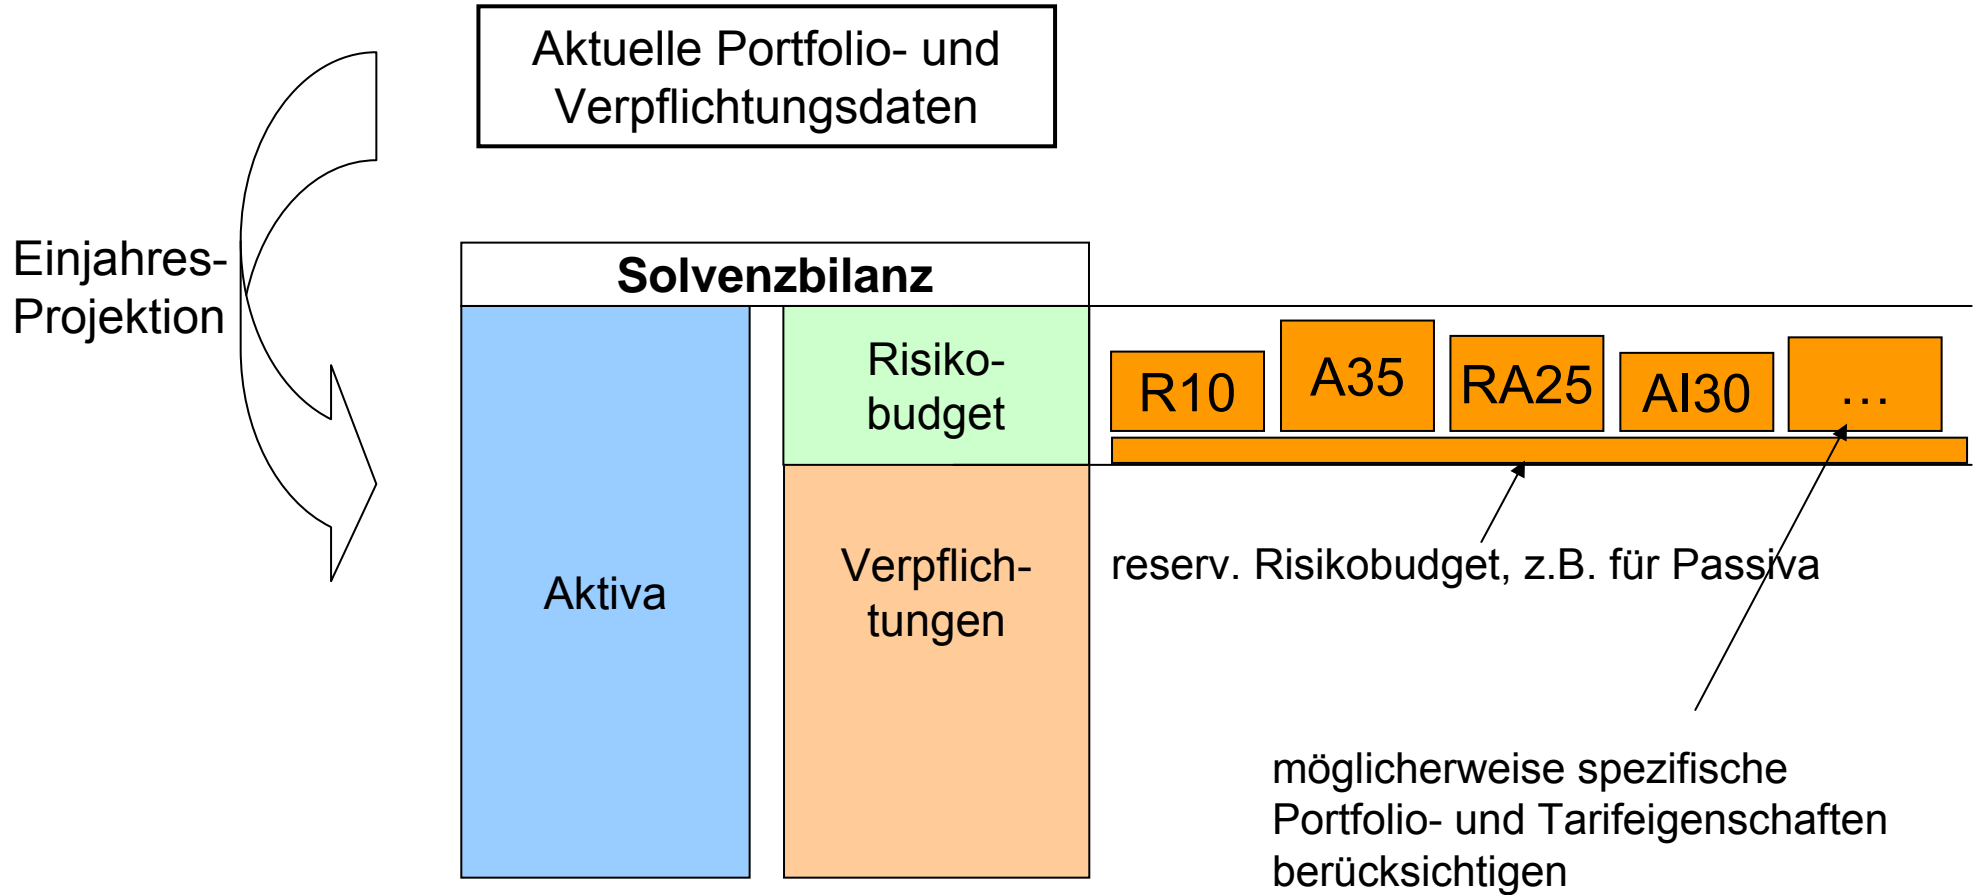 Aktuelle Portfolio- und
Verpflichtungsdaten
Einjahres-
Projektion
Solvenzbilanz
Aktiva
Risiko-
budget
Verpflich-
tungen
R10
A35
RA25
AI30
…
reserv. Risikobudget, z.B. für Passiva
möglicherweise spezifische
Portfolio- und Tarifeigenschaften
berücksichtigen